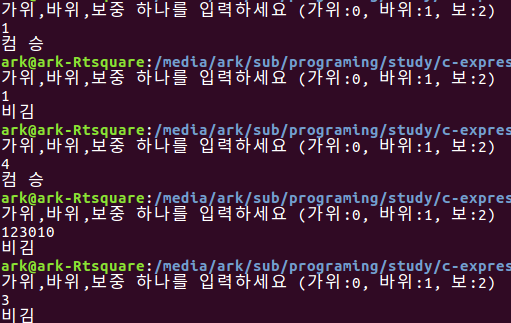 가위,바위,보중 하나를 입력하세요 (가위:0, 바위:1, 보:2)
1
컴 승
ark@ark-Rtsquare:/media/ark/sub/programing/study/c-expres
가위,바위,보중 하나를 입력하세요 (가위:0, 바위:1, 보:2)
1
비김
ark@ark-Rtsquare:/media/ark/sub/programing/study/c-expres
가위,바위,보중 하나를 입력하세요 (가위:0, 바위:1, 보:2)
4
컴 승
ark@ark-Rtsquare:/media/ark/sub/programing/study/c-expres
가위,바위,보중 하나를 입력하세요 (가위:0, 바위:1, 보:2)
123010
비김
ark@ark-Rtsquare:/media/ark/sub/programing/study/c-expres
가위,바위,보중 하나를 입력하세요 (가위:0, 바위:1, 보:2)
3
비김